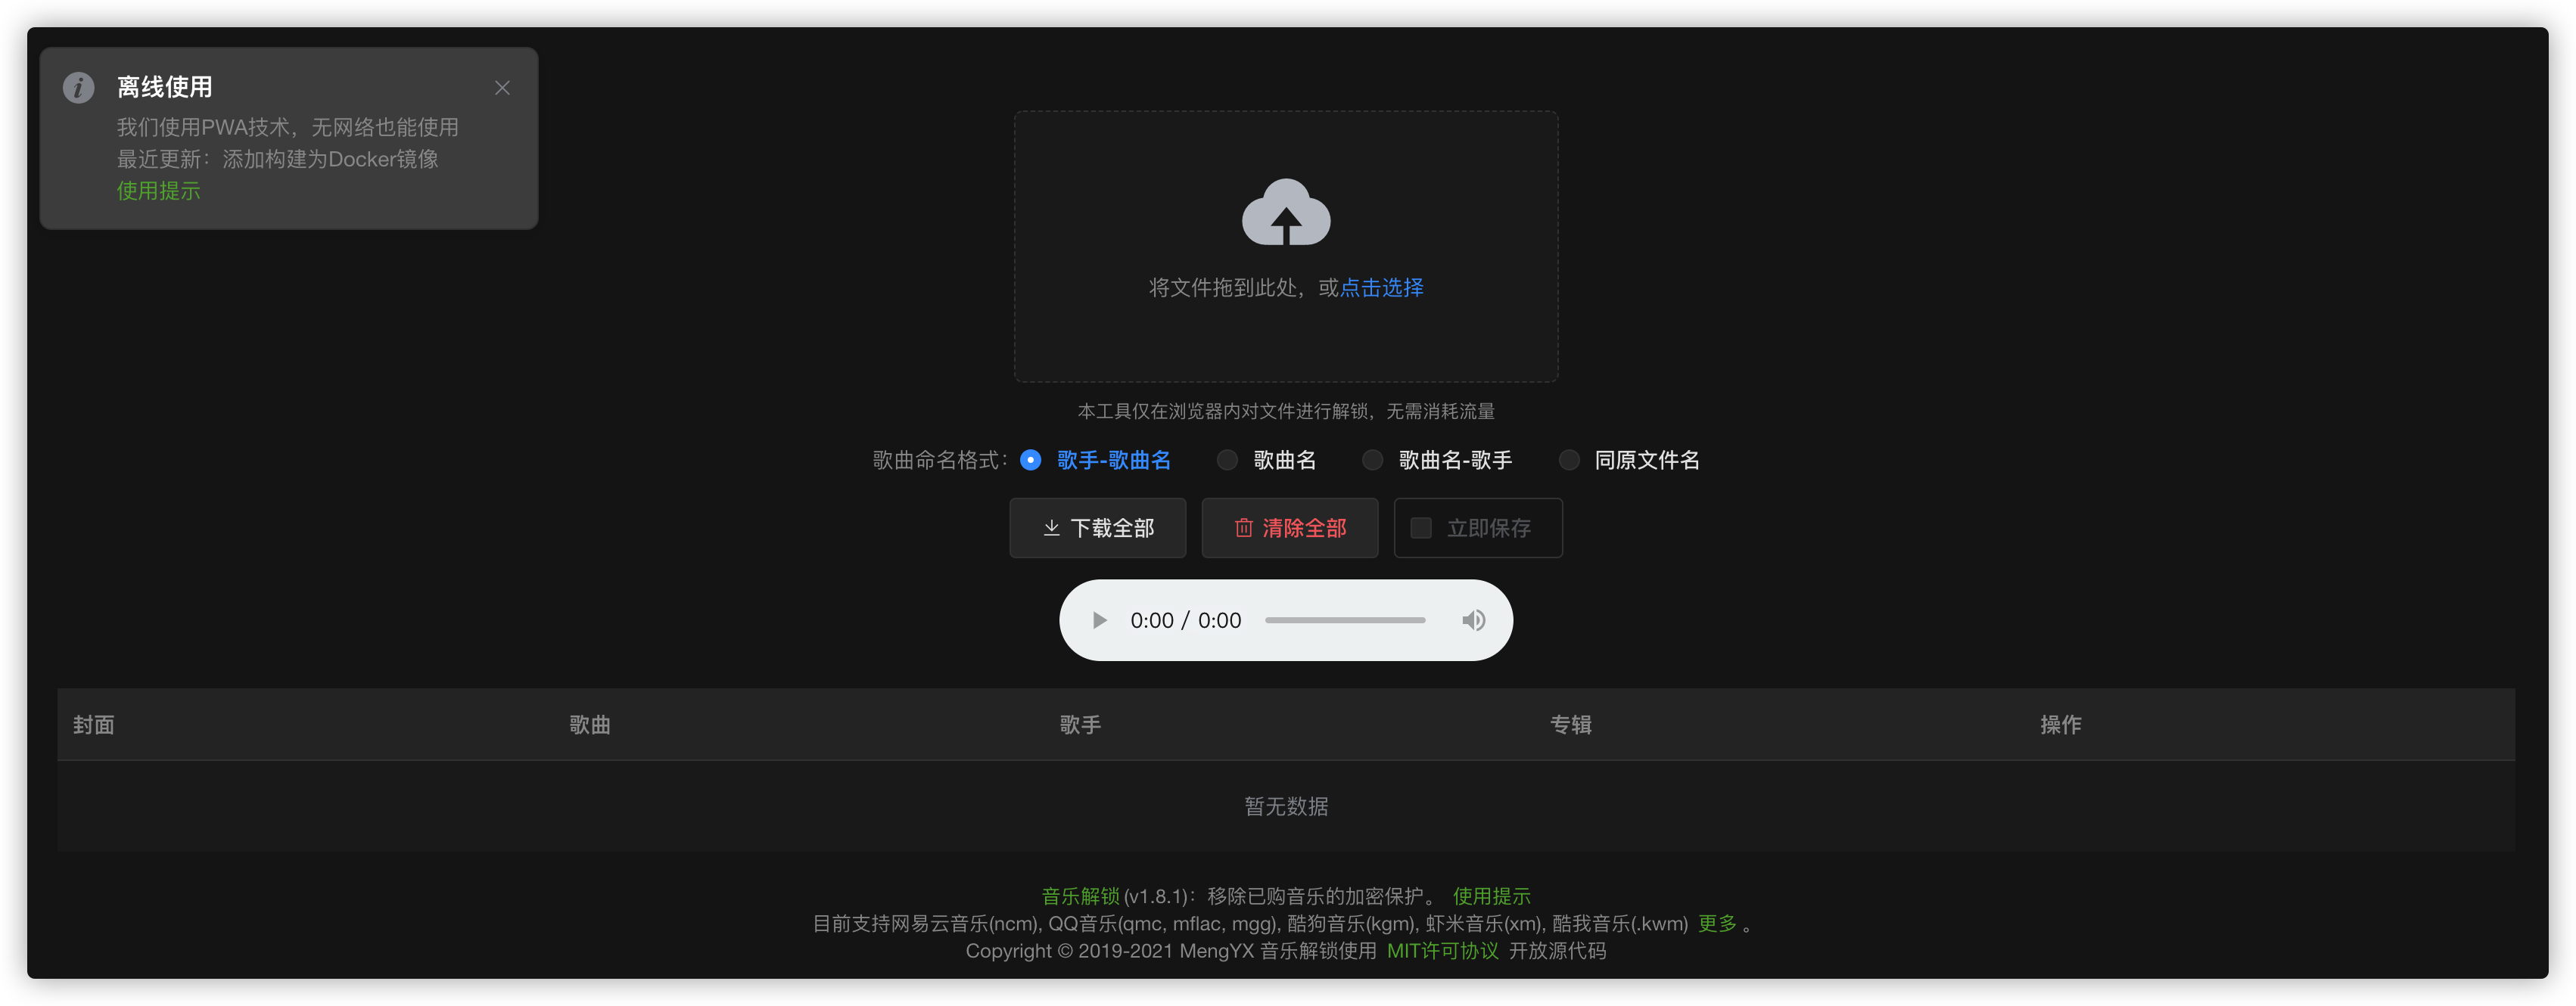 离线使用
我们使用PWA技术，无网络也能使用
最近更新：添加构建为Docker镜像
使用提示
将文件拖到此处，或点击选择
本工具仅在浏览器内对文件进行解锁，无需消耗流量
歌曲命名格式： 歌手-歌曲名 歌曲名 歌曲名-歌手 同原文件名
下载全部 清除全部 立即保存
0:00 / 0:00
封面 歌曲 歌手 专辑 操作
暂无数据
音乐解锁(v1.8.1)：移除已购音乐的加密保护。 使用提示
目前支持网易云音乐(ncm), QQ音乐(qmc, mflac, mgg), 酷狗音乐(kgm), 虾米音乐(xm), 酷我音乐(.kwm) 更多 。
Copyright © 2019-2021 MengYX 音乐解锁使用 MIT许可协议 开放源代码